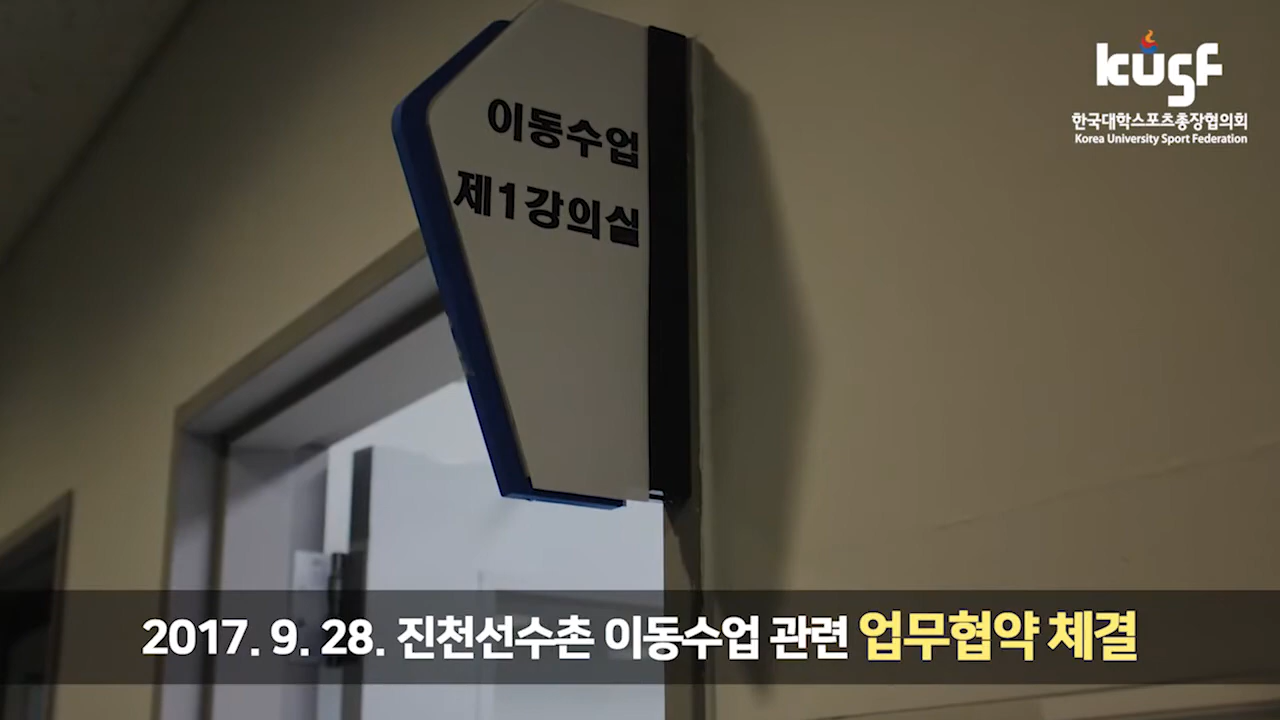 kusf
한국대학스포츠총장협의회
Korea University Sport Federation
이동수업
제1강의실
2017. 9. 28. 진천선수촌 이동수업 관련 업무협약 체결